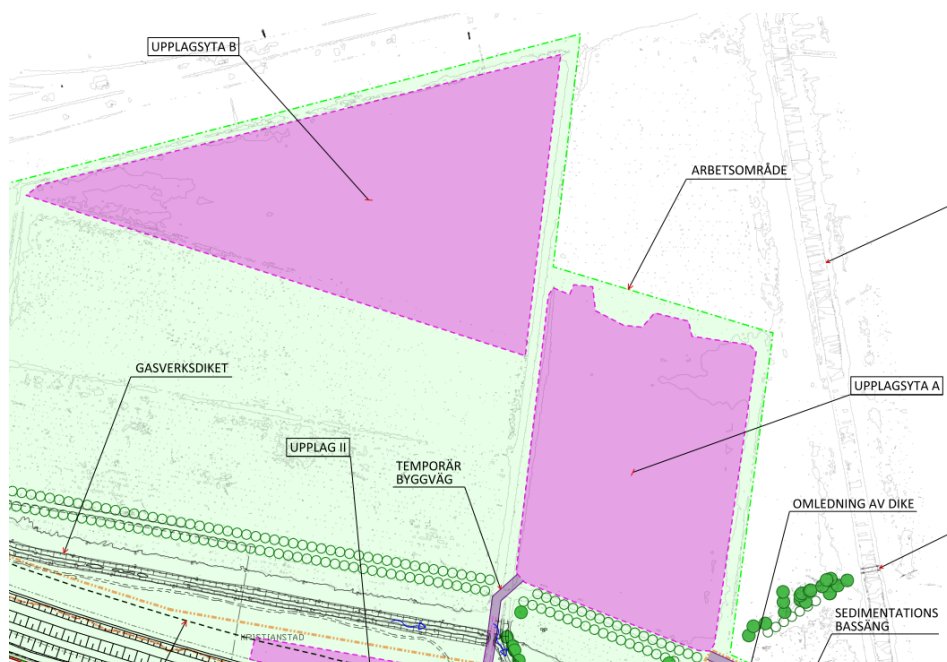 UPPLAGSYTA B
ARBETSOMRÅDE
GASVERKSDIKET
UPPLAGSYTA A
UPPLAG II
TEMPORÄR
BYGGVÄG
OMLEDNING AV DIKE
SEDIMENTATIONS
BASSÄNG
KRISTIANSTAD